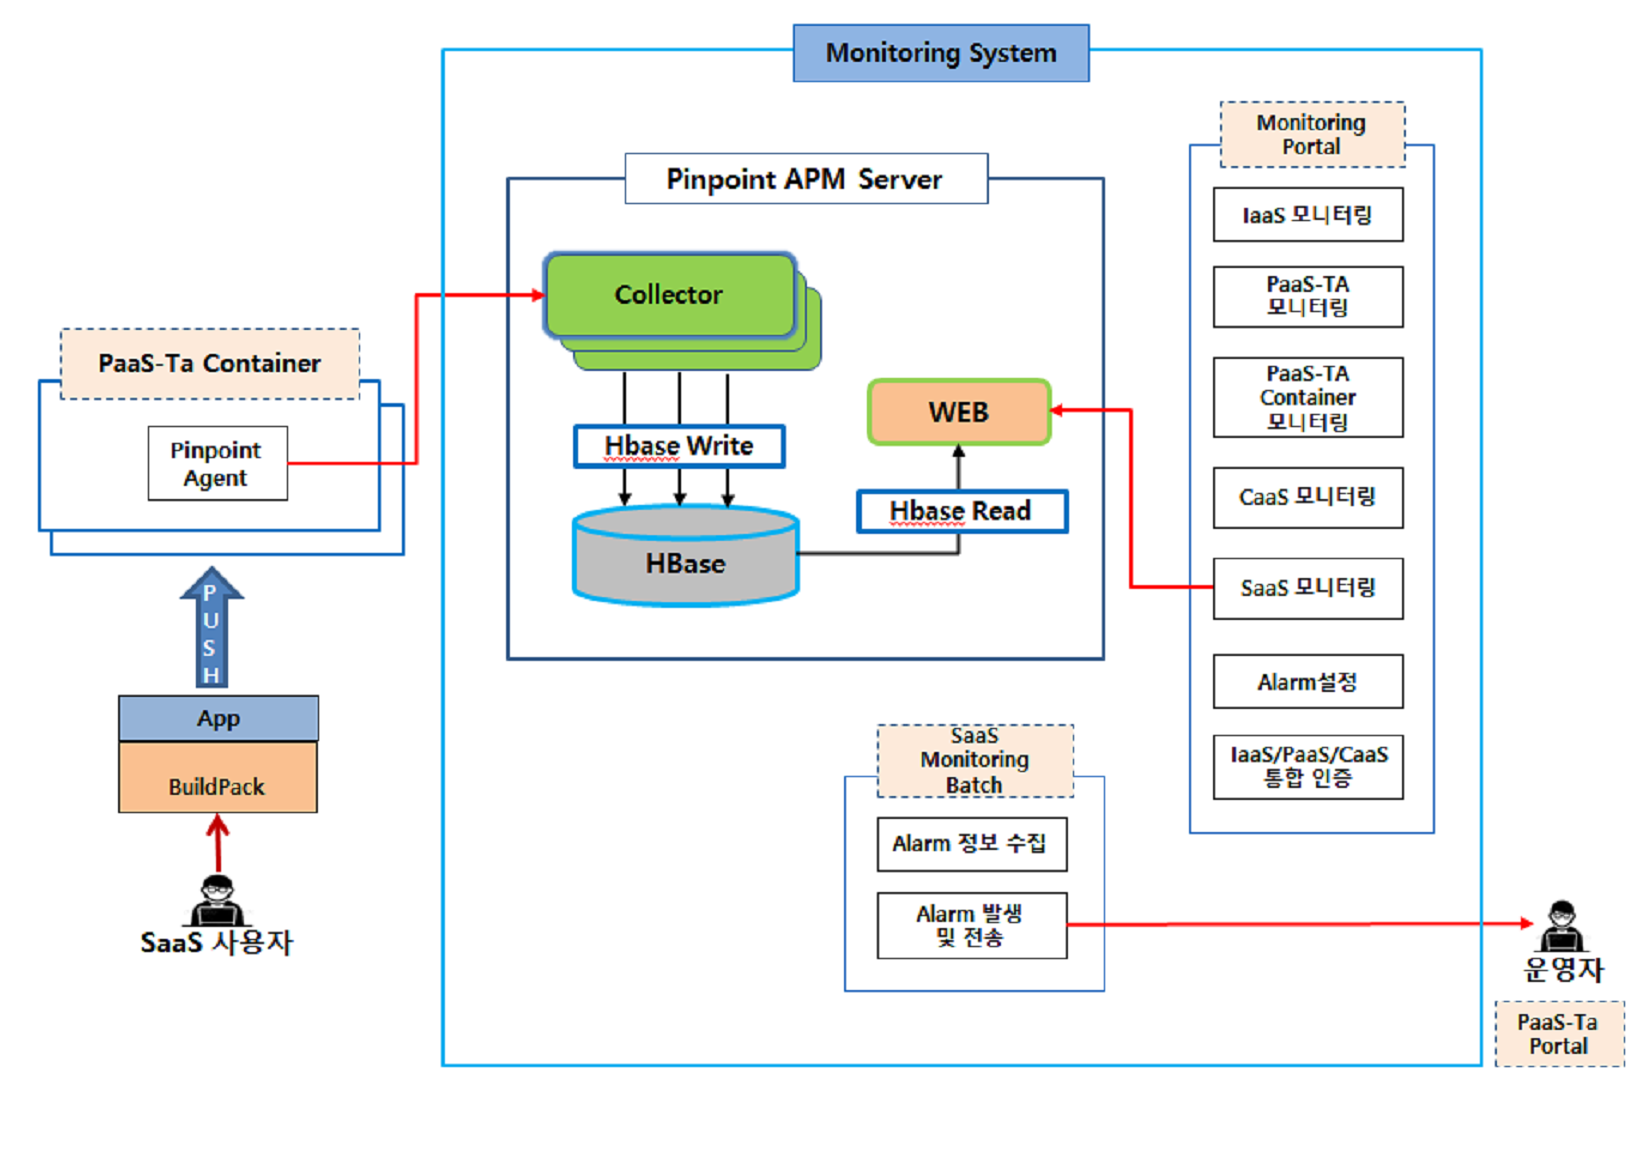 Monitoring System
Pinpoint APM Server
Collector
Hbase Write
HBase
WEB
Hbase Read
PaaS-Ta Container
Pinpoint
Agent
P
U
S
H
App
BuildPack
SaaS 사용자
Monitoring
Portal
IaaS 모니터링
PaaS-TA
모니터링
PaaS-TA
Container
모니터링
CaaS 모니터링
SaaS 모니터링
Alarm설정
IaaS/PaaS/CaaS
통합 인증
SaaS
Monitoring
Batch
Alarm 정보 수집
Alarm 발생
및 전송
운영자
PaaS-Ta
Portal